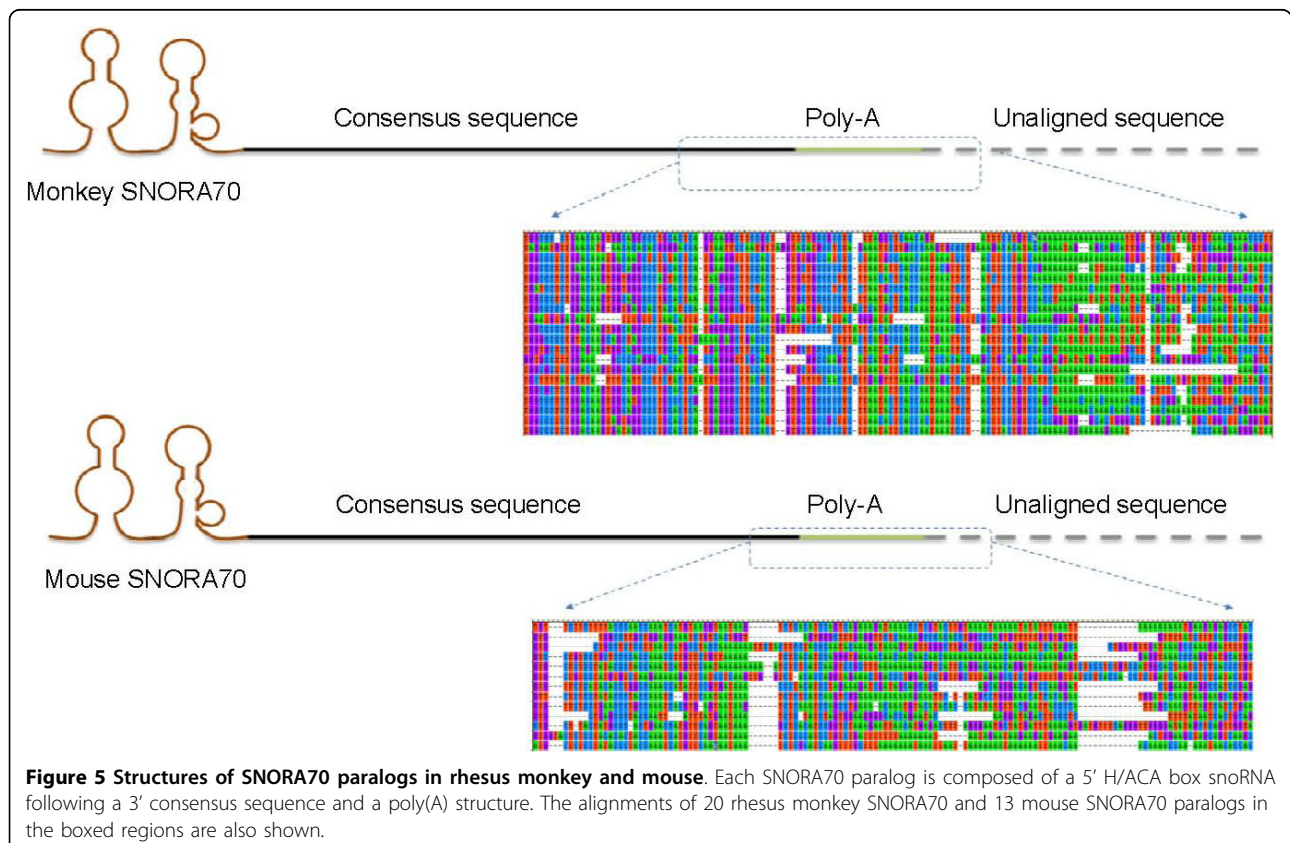 Consensus sequence
Poly-A
Unaligned sequence
Monkey SNORA70
Consensus sequence
Poly-A
Unaligned sequence
Mouse SNORA70
Figure 5 Structures of SNORA70 paralogs in rhesus monkey and mouse. Each SNORA70 paralog is composed of a 5’ H/ACA box snoRNA
following a 3’ consensus sequence and a poly(A) structure. The alignments of 20 rhesus monkey SNORA70 and 13 mouse SNORA70 paralogs in
the boxed regions are also shown.